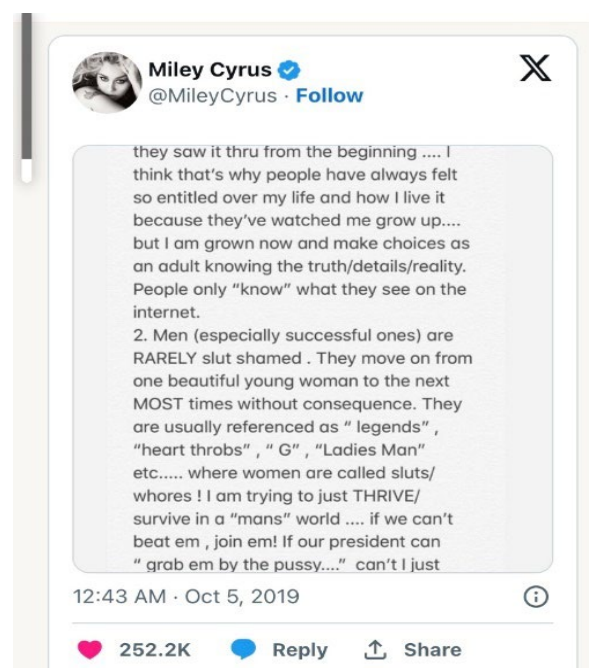 Miley Cyrus
@MileyCyrus · Follow
they saw it thru from the beginning .... I
think that's why people have always felt
so entitled over my life and how I live it
because they've watched me grow up....
but I am grown now and make choices as
an adult knowing the truth/details/reality.
People only “know” what they see on the
internet.
2. Men (especially successful ones) are
RARELY slut shamed . They move on from
one beautiful young woman to the next
MOST times without consequence. They
are usually referenced as “ legends” ,
“heart throbs” , “ G” , “Ladies Man”
etc..... where women are called sluts/
whores ! I am trying to just THRIVE/
survive in a “mans” world .... if we can't
beat em , join em! If our president can
“ grab em by the pussy....”  can't I just
12:43 AM · Oct 5, 2019
252.2K Reply Share